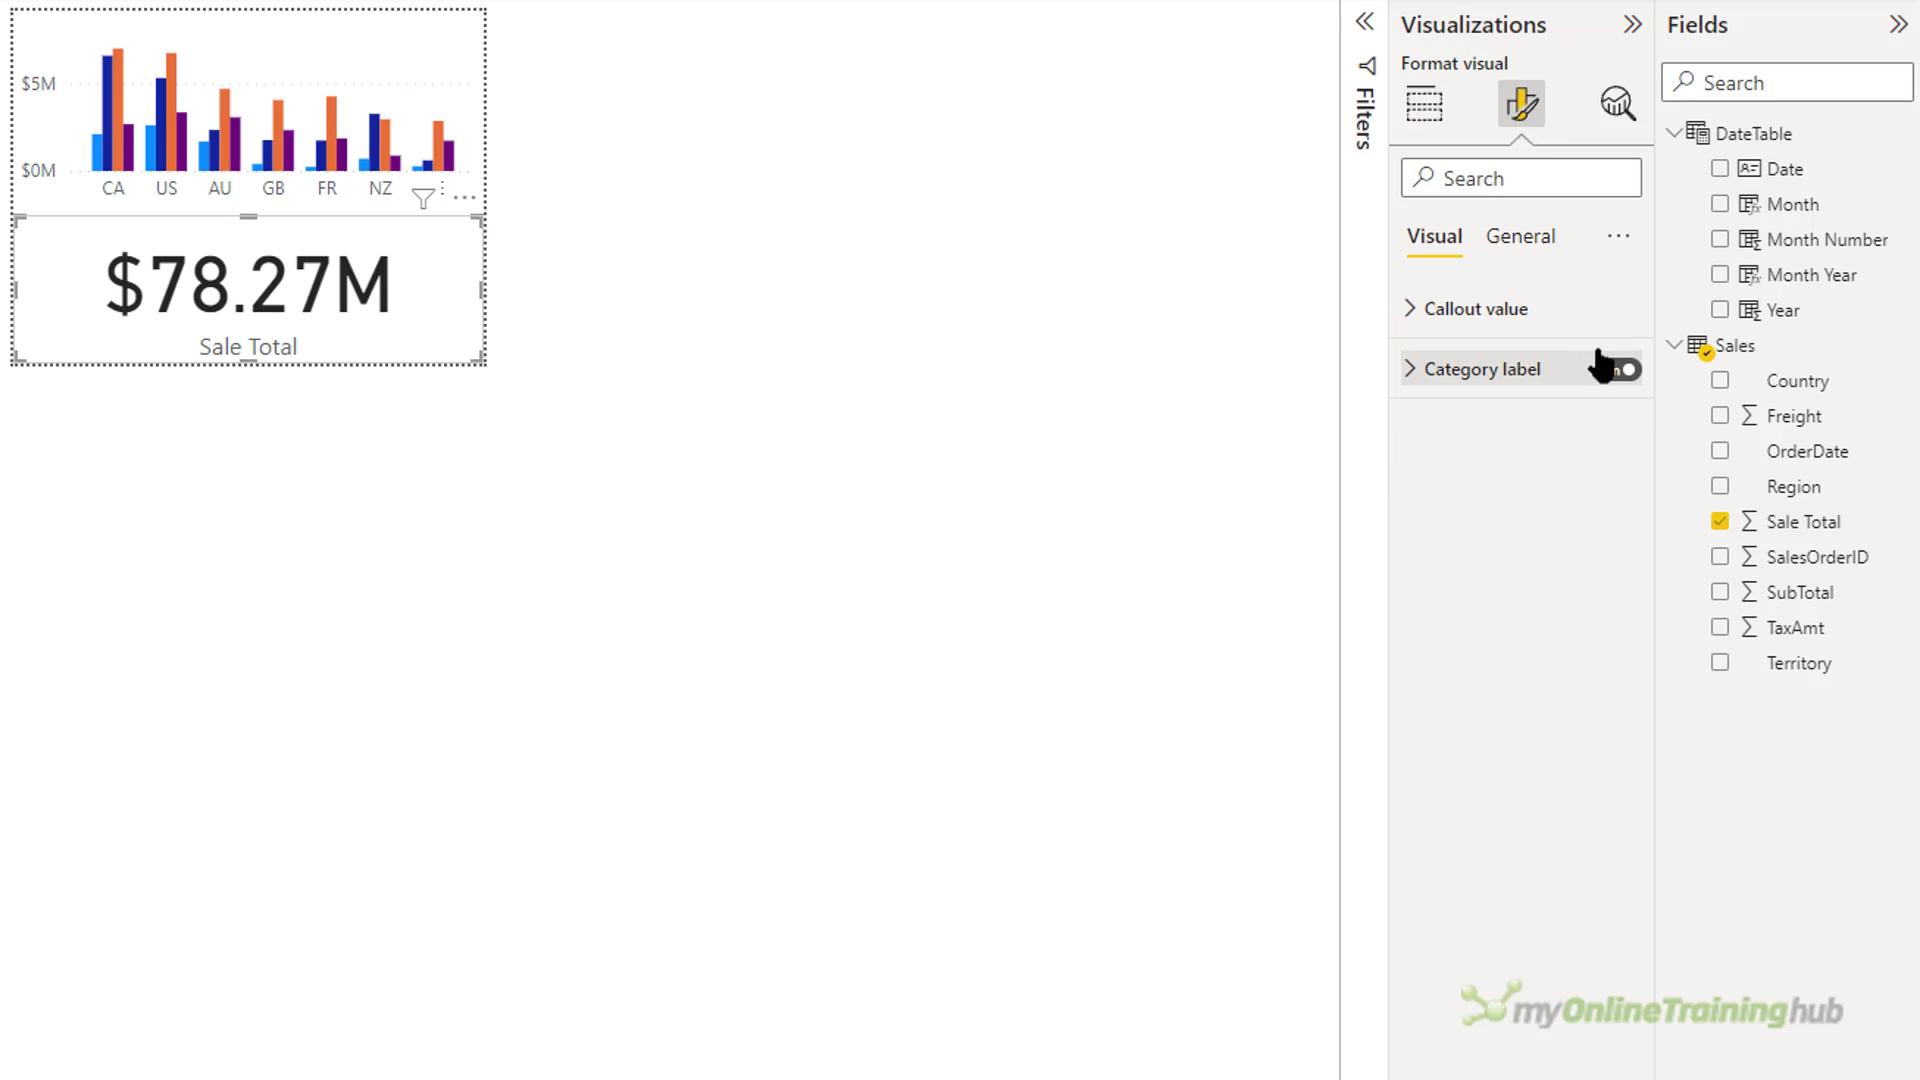 $5M
$0M
CA US AU GB FR NZ
$78.27M
Sale Total
Filters
Visualizations
Format visual
Search
Visual General
Callout value
Category label
Fields
Search
DateTable
Date
Month
Month Number
Month Year
Year
Sales
Country
Freight
OrderDate
Region
Sale Total
SalesOrderID
SubTotal
TaxAmt
Territory
myOnlineTraininghub